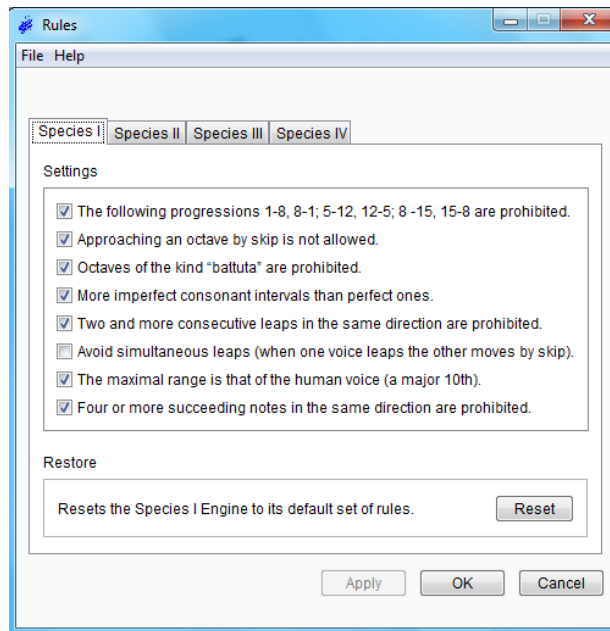 Rules
File Help
Species I Species II Species III Species IV
Settings
The following progressions 1-8, 8-1; 5-12, 12-5; 8 -15, 15-8 are prohibited.
Approaching an octave by skip is not allowed.
Octaves of the kind “battuta” are prohibited.
More imperfect consonant intervals than perfect ones.
Two and more consecutive leaps in the same direction are prohibited.
Avoid simultaneous leaps (when one voice leaps the other moves by skip).
The maximal range is that of the human voice (a major 10th).
Four or more succeeding notes in the same direction are prohibited.
Restore
Resets the Species I Engine to its default set of rules. Reset
Apply OK Cancel